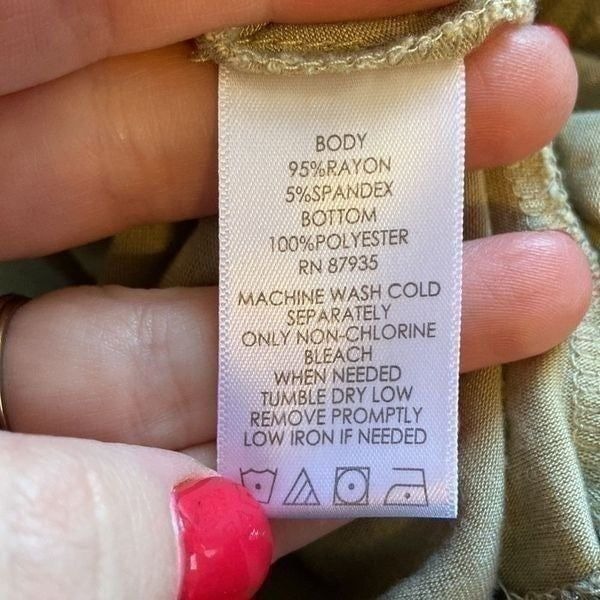 BODY
95%RAYON
5%SPANDEX
BOTTOM
100%POLYESTER
RN 87935
MACHINE WASH COLD
SEPARATELY
ONLY NON-CHLORINE
BLEACH
WHEN NEEDED
TUMBLE DRY LOW
REMOVE PROMPTLY
LOW IRON IF NEEDED